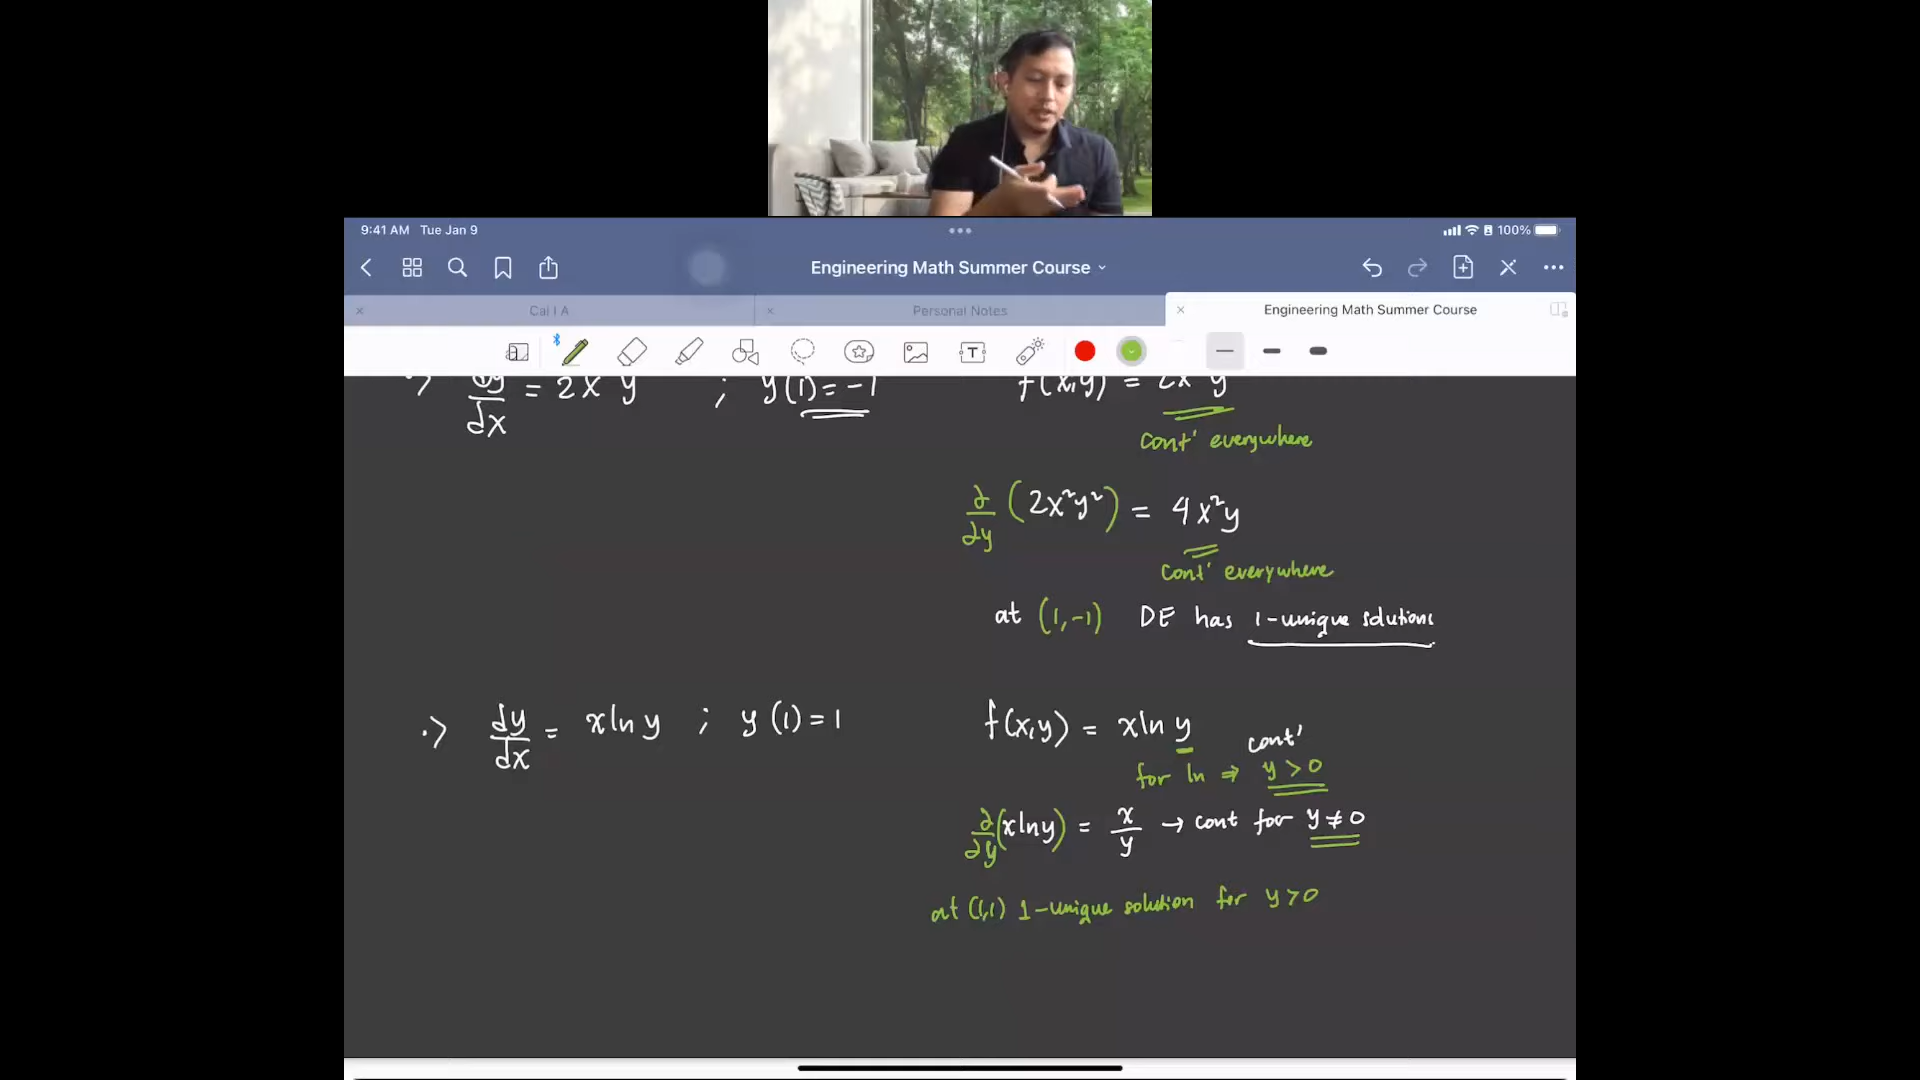 9:41 AM Tue Jan 9
100%
Engineering Math Summer Course
Cal I A
Personal Notes
Engineering Math Summer Course
T
·> dy/dx = 2x y ; y(1) = -1
f(x,y) = 2x y
cont' everywhere
∂/∂y (2x²y²) = 4x²y
cont' everywhere
at (1,-1) DE has 1-unique solutions
·> dy/dx = x ln y ; y(1) = 1
f(x,y) = x ln y
cont'
for ln ⇒ y > 0
∂/∂y (x ln y) = x/y → cont for y ≠ 0
at (1,1) 1-unique solution for y > 0